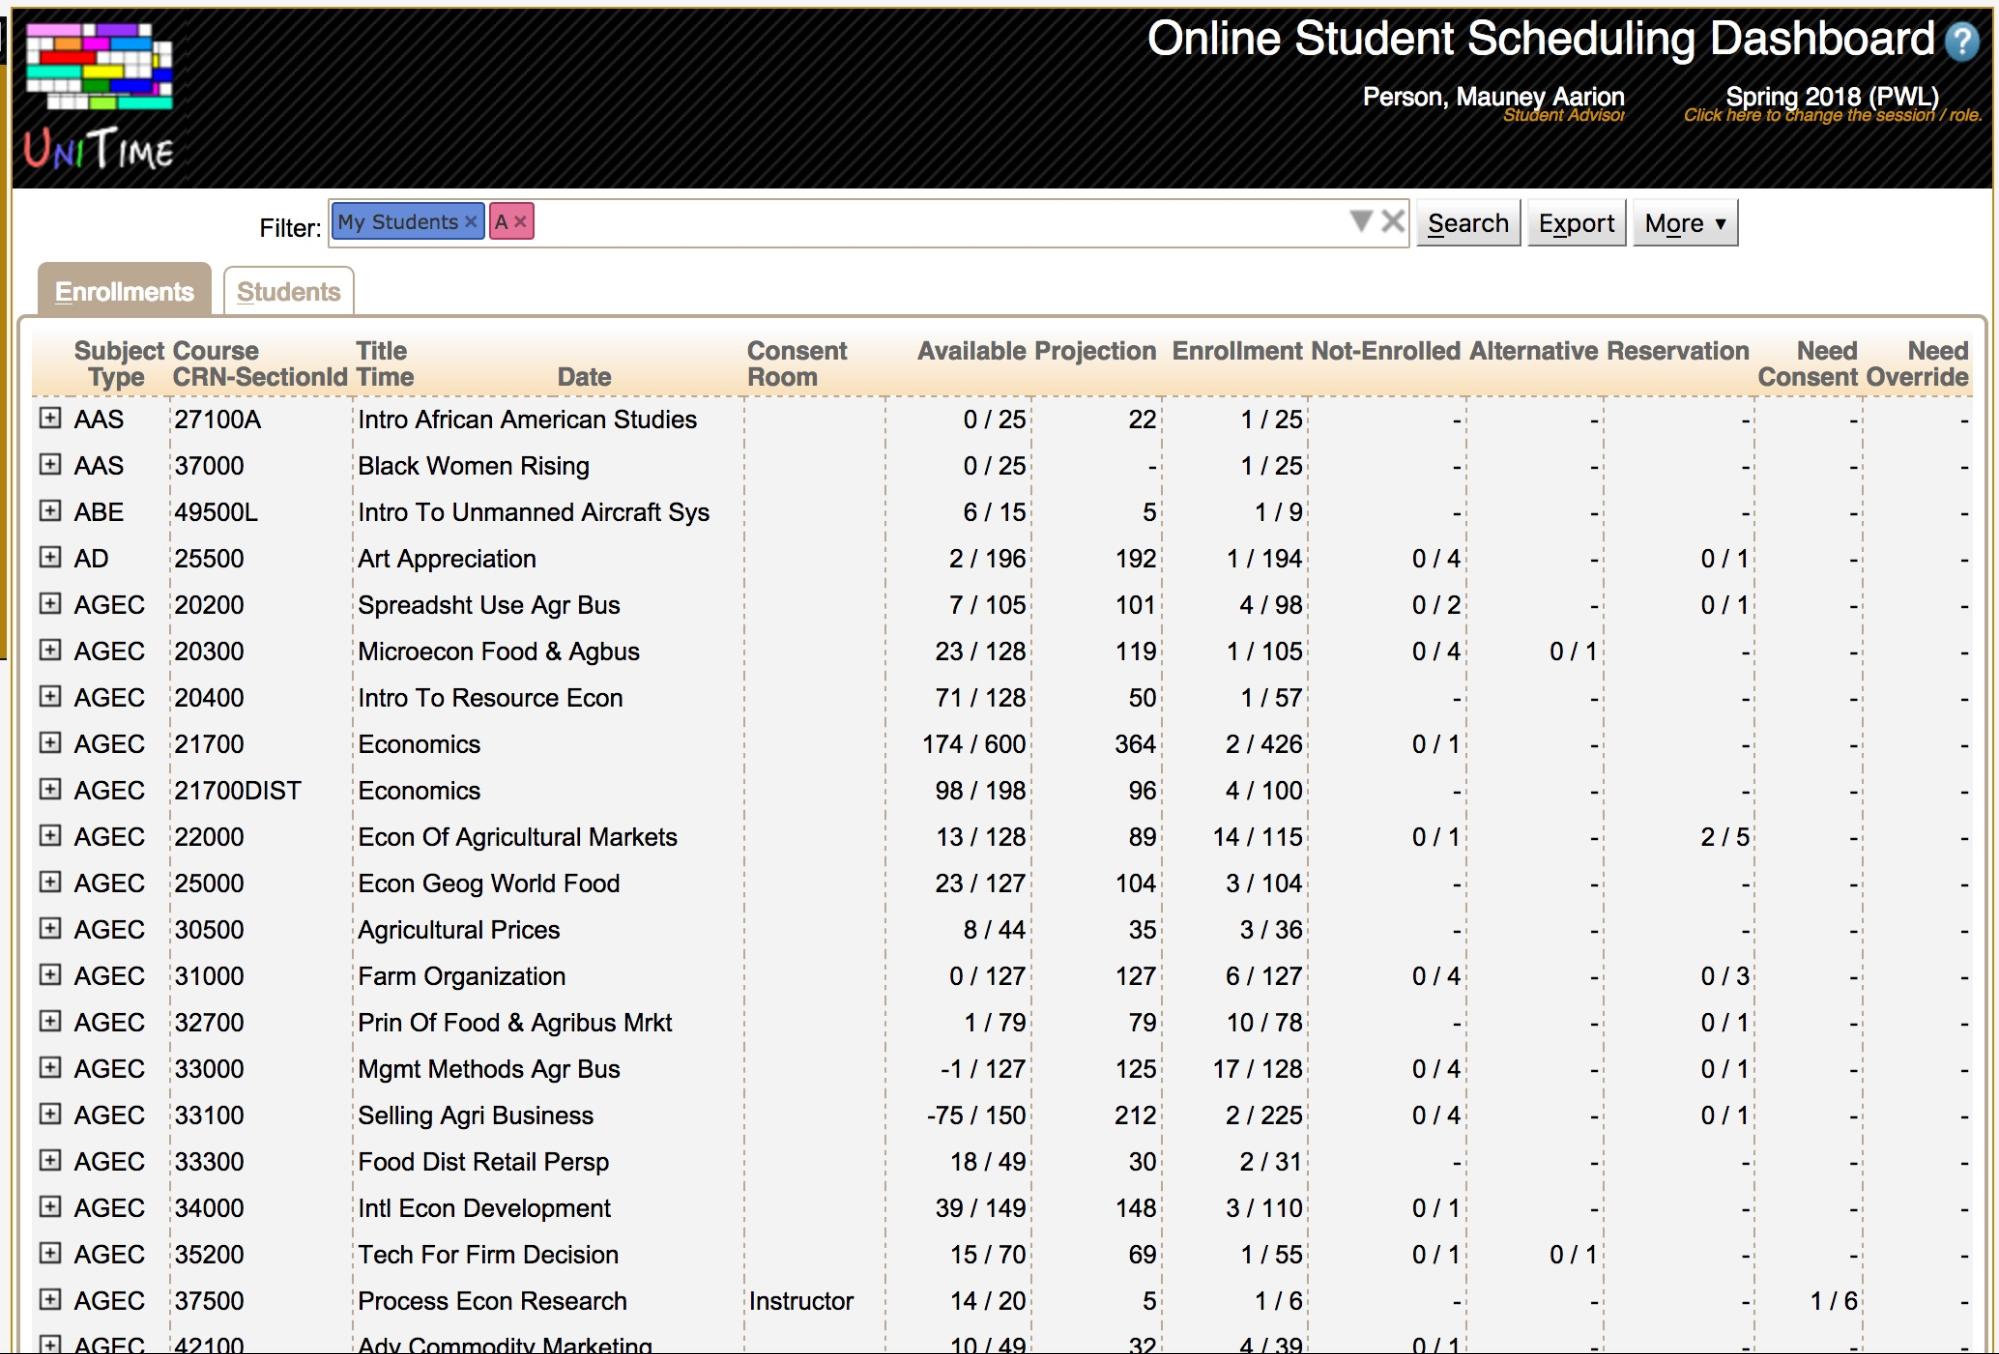 Online Student Scheduling Dashboard ?
Person, Mauney Aarion Spring 2018 (PWL)
Student Advisor Click here to change the session / role.
UNITIME
Filter: My Students × A × Search Export More ▼
Enrollments Students
Subject Course Title Consent Available Projection Enrollment Not-Enrolled Alternative Reservation Need Need
Type CRN-SectionId Time Date Room Consent Override
AAS 27100A Intro African American Studies 0 / 25 22 1 / 25 - - - - -
AAS 37000 Black Women Rising 0 / 25 - 1 / 25 - - - - -
ABE 49500L Intro To Unmanned Aircraft Sys 6 / 15 5 1 / 9 - - - - -
AD 25500 Art Appreciation 2 / 196 192 1 / 194 0 / 4 - 0 / 1 - -
AGEC 20200 Spreadsht Use Agr Bus 7 / 105 101 4 / 98 0 / 2 - 0 / 1 - -
AGEC 20300 Microecon Food & Agbus 23 / 128 119 1 / 105 0 / 4 0 / 1 - - -
AGEC 20400 Intro To Resource Econ 71 / 128 50 1 / 57 - - - - -
AGEC 21700 Economics 174 / 600 364 2 / 426 0 / 1 - - - -
AGEC 21700DIST Economics 98 / 198 96 4 / 100 - - - - -
AGEC 22000 Econ Of Agricultural Markets 13 / 128 89 14 / 115 0 / 1 - 2 / 5 - -
AGEC 25000 Econ Geog World Food 23 / 127 104 3 / 104 - - - - -
AGEC 30500 Agricultural Prices 8 / 44 35 3 / 36 - - - - -
AGEC 31000 Farm Organization 0 / 127 127 6 / 127 0 / 4 - 0 / 3 - -
AGEC 32700 Prin Of Food & Agribus Mrkt 1 / 79 79 10 / 78 - - 0 / 1 - -
AGEC 33000 Mgmt Methods Agr Bus -1 / 127 125 17 / 128 0 / 4 - 0 / 1 - -
AGEC 33100 Selling Agri Business -75 / 150 212 2 / 225 0 / 4 - 0 / 1 - -
AGEC 33300 Food Dist Retail Persp 18 / 49 30 2 / 31 - - - - -
AGEC 34000 Intl Econ Development 39 / 149 148 3 / 110 0 / 1 - - - -
AGEC 35200 Tech For Firm Decision 15 / 70 69 1 / 55 0 / 1 0 / 1 - - -
AGEC 37500 Process Econ Research Instructor 14 / 20 5 1 / 6 - - - 1 / 6 -
AGEC 42100 Adv Commodity Marketing 10 / 49 32 4 / 39 0 / 1 - - - -